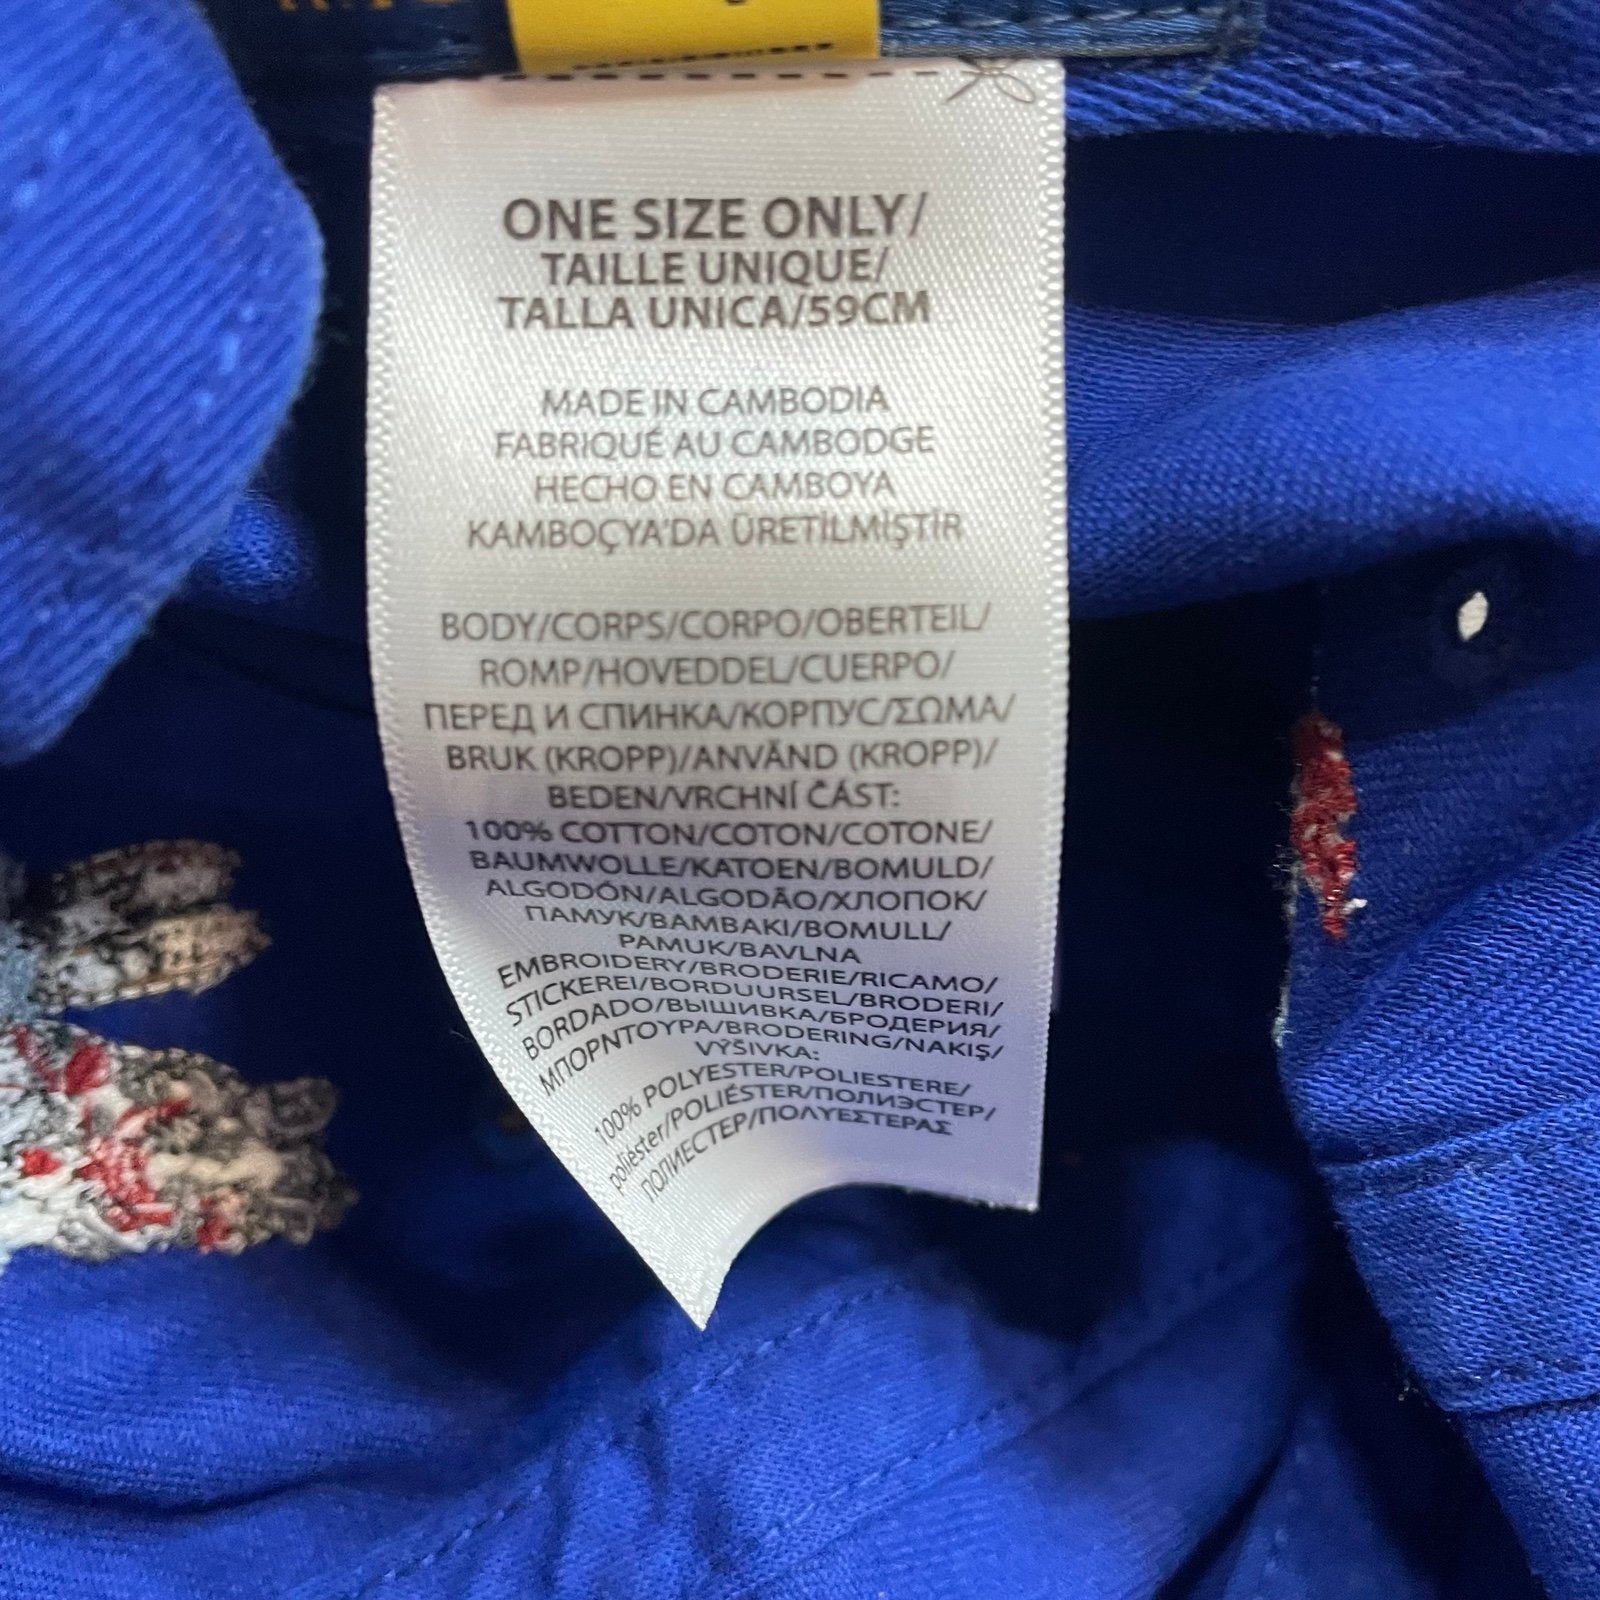 ONE SIZE ONLY/
TAILLE UNIQUE/
TALLA UNICA/59CM
MADE IN CAMBODIA
FABRIQUÉ AU CAMBODGE
HECHO EN CAMBOYA
KAMBOÇYA'DA ÜRETİLMİŞTİR
BODY/CORPS/CORPO/OBERTEIL/
ROMP/HOVEDDEL/CUERPO/
ПЕРЕД И СПИНКА/КОРПУС/ΣΩΜΑ/
BRUK (KROPP)/ANVÄND (KROPP)/
BEDEN/VRCHNÍ ČÁST:
100% COTTON/COTON/COTONE/
BAUMWOLLE/KATOEN/BOMULD/
ALGODÓN/ALGODÃO/ХЛОПОК/
ПАМУК/BAMBAKI/BOMULL/
PAMUK/BAVLNA
EMBROIDERY/BRODERIE/RICAMO/
STICKEREI/BORDUURSEL/BRODERI/
BORDADO/ВЫШИВКА/БРОДЕРИЯ/
ΜΠΟΡΝΤΟΥΡΑ/BRODERING/NAKIŞ/
VÝŠIVKA:
100% POLYESTER/POLIESTERE/
poliéster/POLIÉSTER/ПОЛИЭСТЕР/
ПОЛИЕСТЕР/ΠΟΛΥΕΣΤΕΡΑΣ